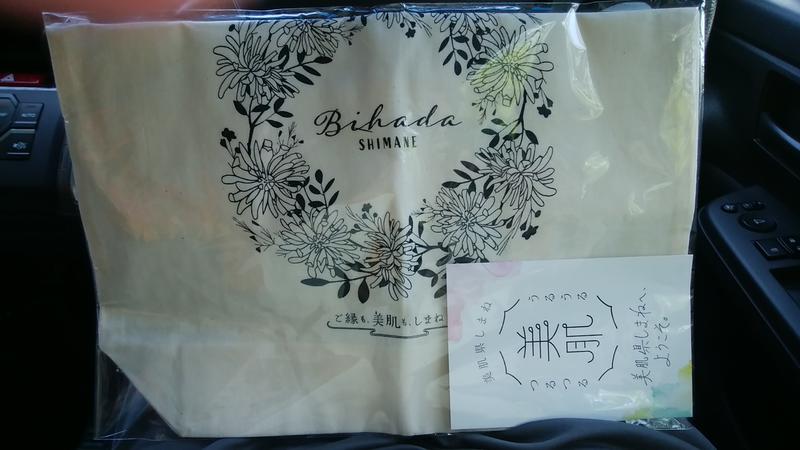 Bihada
SHIMANE
ご縁も、美肌も、しまね
美肌県しまね
うるうる
美肌
つるつる
美肌県しまねへ、
ようこそ。